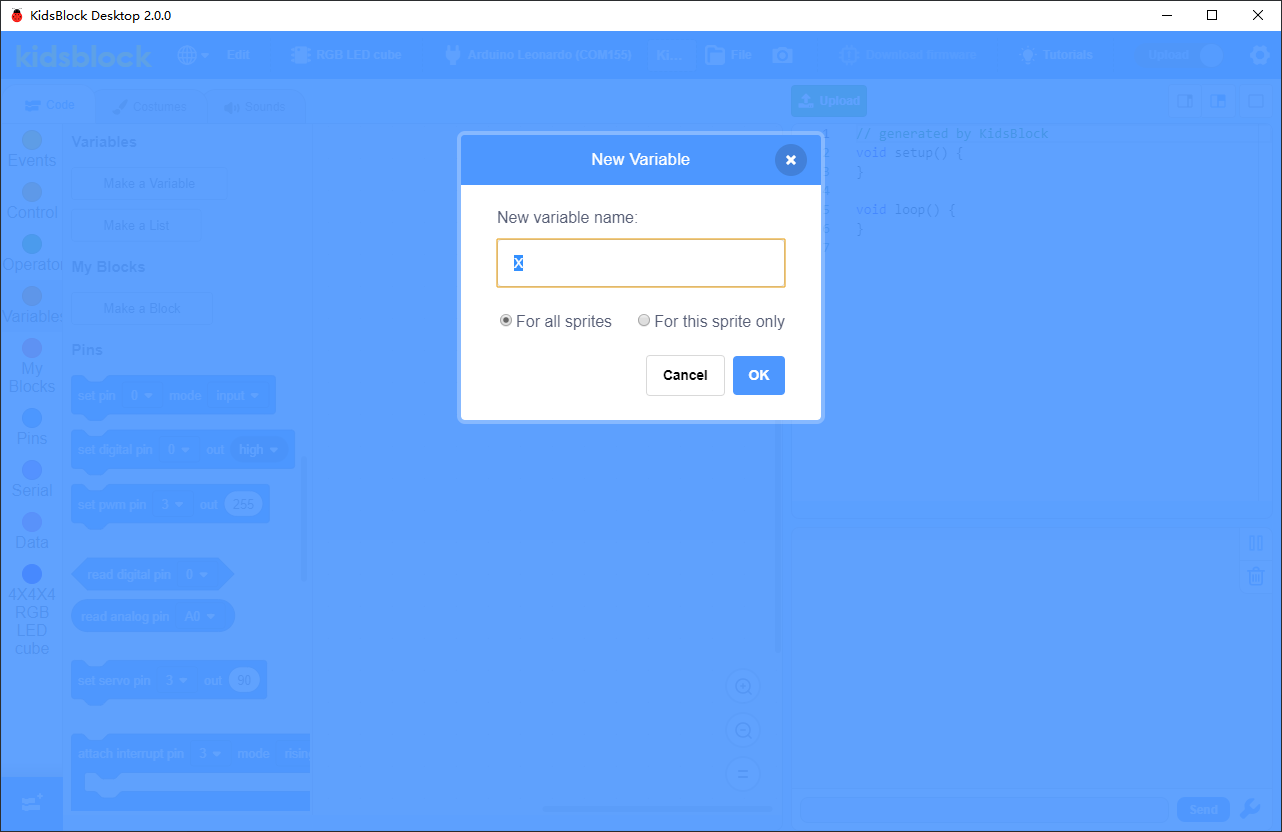 KidsBlock Desktop 2.0.0
kidsblock Edit RGB LED cube Arduino Leonardo (COM155) Ki... File Tutorials Upload
Code Costumes Sounds
Upload
Events
Control
Operator
Variables
My
Blocks
Pins
Serial
Data
4X4X4
RGB
LED
cube
Variables
Make a Variable
Make a List
My Blocks
Make a Block
Pins
set pin 0 mode input
set digital pin 0 out high
set pwm pin 3 out 255
read digital pin 0
read analog pin A0
set servo pin 3 out 90
attach interrupt pin 3 mode risin
New Variable
New variable name:
X
For all sprites For this sprite only
Cancel OK
1 // generated by KidsBlock
2 void setup() {
3 }
4
5 void loop() {
6 }
7
Send